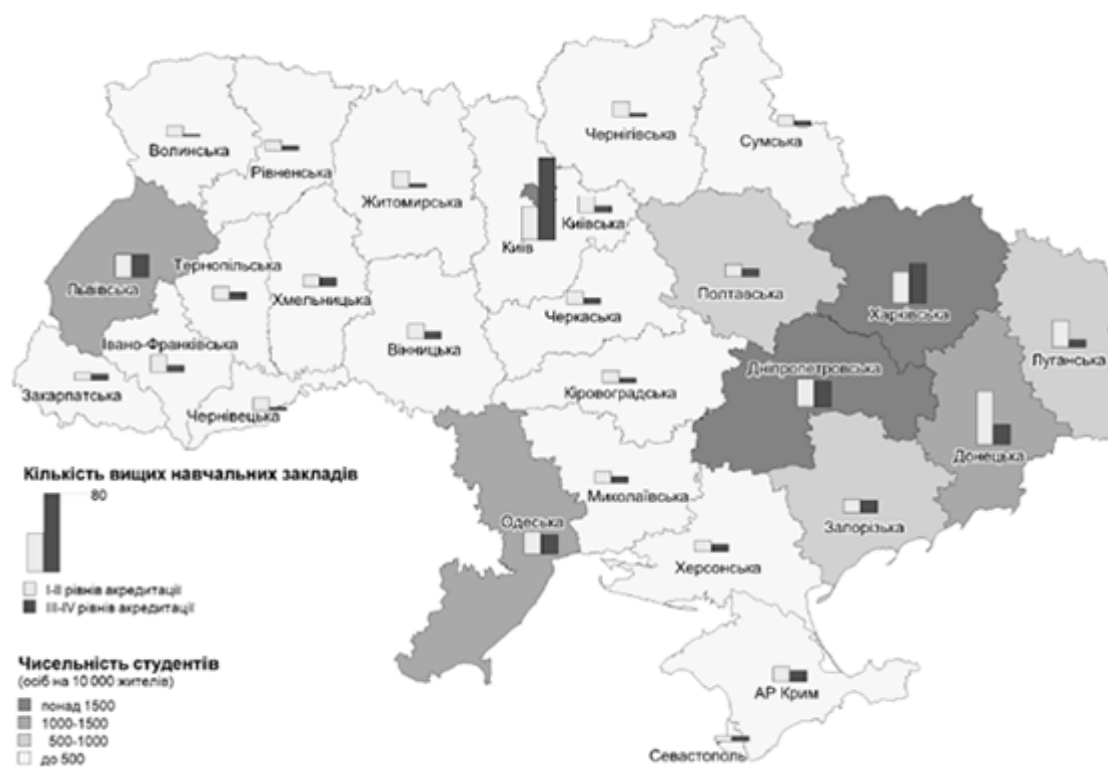 Чернігівська
Сумська
Волинська
Рівненська
Житомирська
Київська
Київ
Львівська
Тернопільська
Хмельницька
Полтавська
Харківська
Черкаська
Івано-Франківська
Вінницька
Луганська
Закарпатська
Чернівецька
Кіровоградська
Дніпропетровська
Донецька
Кількість вищих навчальних закладів
80
I-II рівнів акредитації
III-IV рівнів акредитації
Миколаївська
Одеська
Запорізька
Херсонська
Чисельність студентів
(осіб на 10 000 жителів)
понад 1500
1000-1500
500-1000
до 500
АР Крим
Севастополь